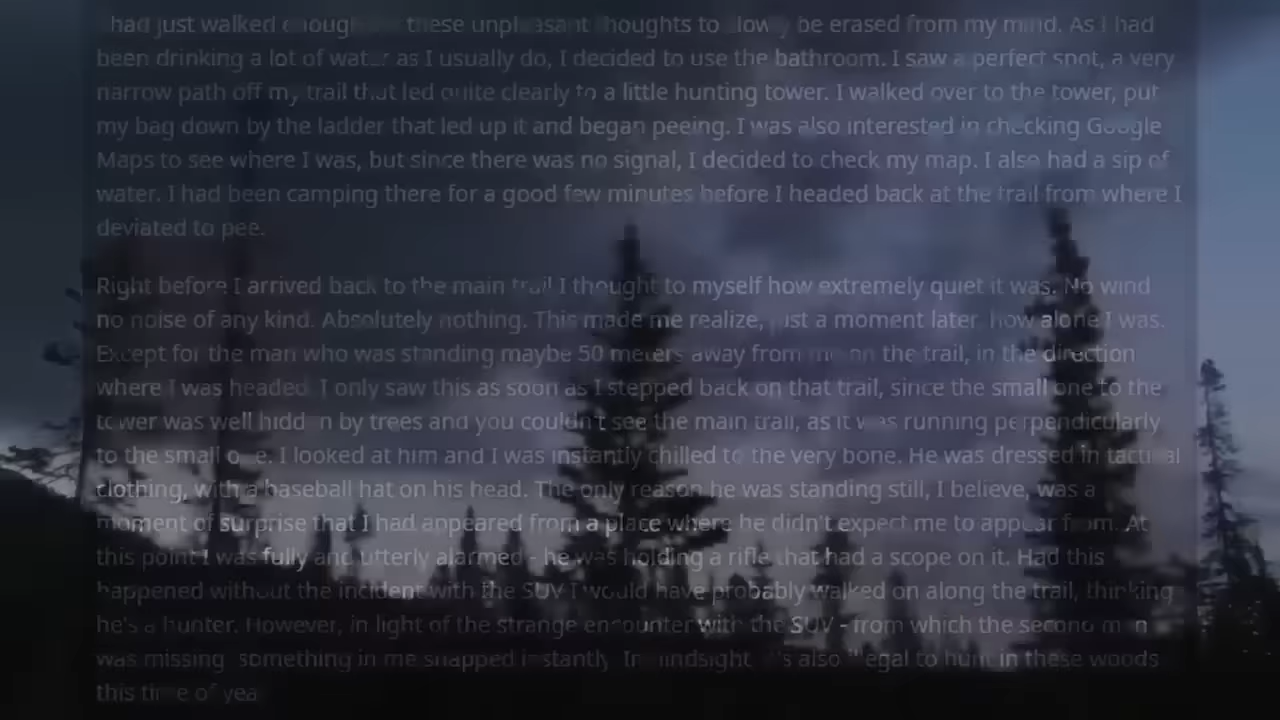 had just walked enough these unpleasant thoughts to slowly be erased from my mind. As I had
been drinking a lot of water as I usually do, I decided to use the bathroom. I saw a perfect spot, a very
narrow path off my trail that led quite clearly to a little hunting tower. I walked over to the tower, put
my bag down by the ladder that led up it and began peeing. I was also interested in checking Google
Maps to see where I was, but since there was no signal, I decided to check my map. I also had a sip of
water. I had been camping there for a good few minutes before I headed back at the trail from where I
deviated to pee.
Right before I arrived back to the main trail I thought to myself how extremely quiet it was. No wind
no noise of any kind. Absolutely nothing. This made me realize, just a moment later, how alone I was.
Except for the man who was standing maybe 50 meters away from me on the trail, in the direction
where I was headed. I only saw this as soon as I stepped back on that trail, since the small one to the
tower was well hidden by trees and you couldn't see the main trail, as it was running perpendicularly
to the small one. I looked at him and I was instantly chilled to the very bone. He was dressed in tactical
clothing, with a baseball hat on his head. The only reason he was standing still, I believe, was a
moment of surprise that I had appeared from a place where he didn't expect me to appear from. At
this point I was fully and utterly alarmed - he was holding a rifle that had a scope on it. Had this
happened without the incident with the SUV I would have probably walked on along the trail, thinking
he's a hunter. However, in light of the strange encounter with the SUV - from which the second man
was missing, something in me snapped instantly. In hindsight, it's also illegal to hunt in these woods
this time of year